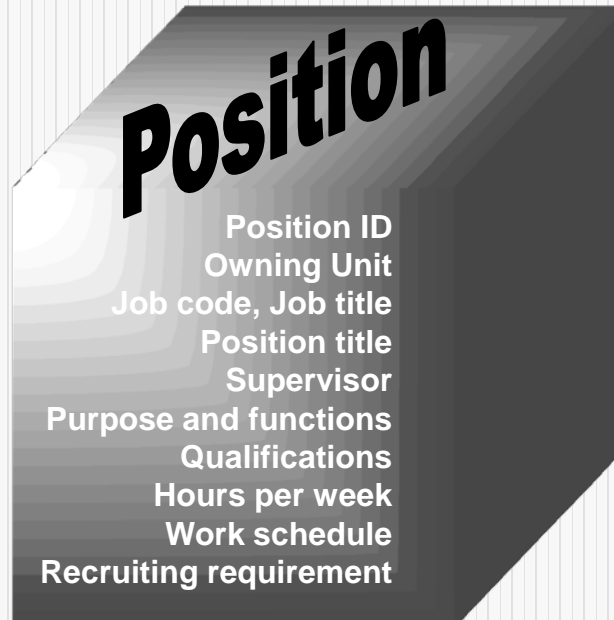 Position
Position ID
Owning Unit
Job code, Job title
Position title
Supervisor
Purpose and functions
Qualifications
Hours per week
Work schedule
Recruiting requirement